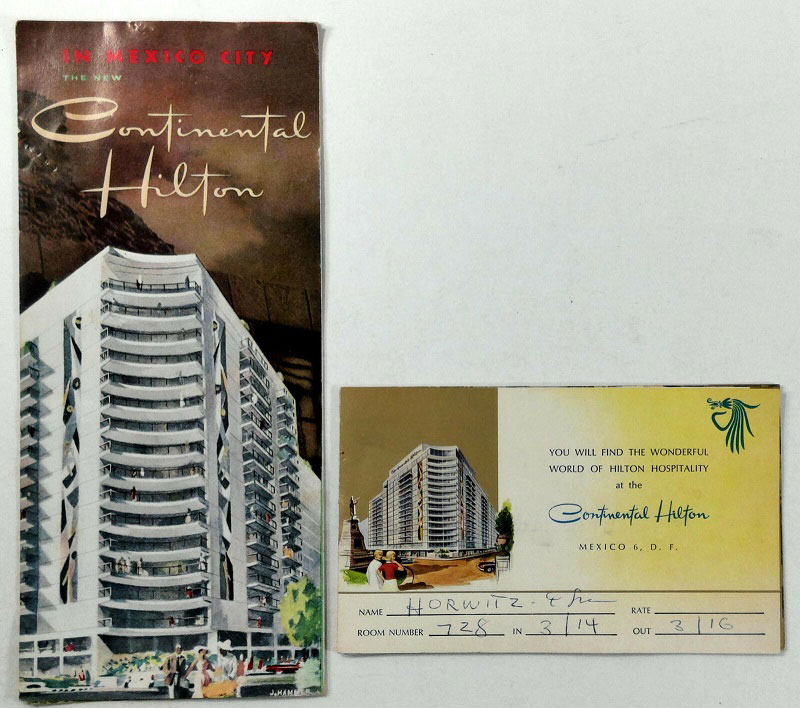 IN MEXICO CITY
THE NEW
Continental
Hilton
J. HAMMER
YOU WILL FIND THE WONDERFUL
WORLD OF HILTON HOSPITALITY
at the
Continental Hilton
MEXICO 6, D. F.
NAME HORWITZ - RATE
ROOM NUMBER 728 IN 3/14 OUT 3/16